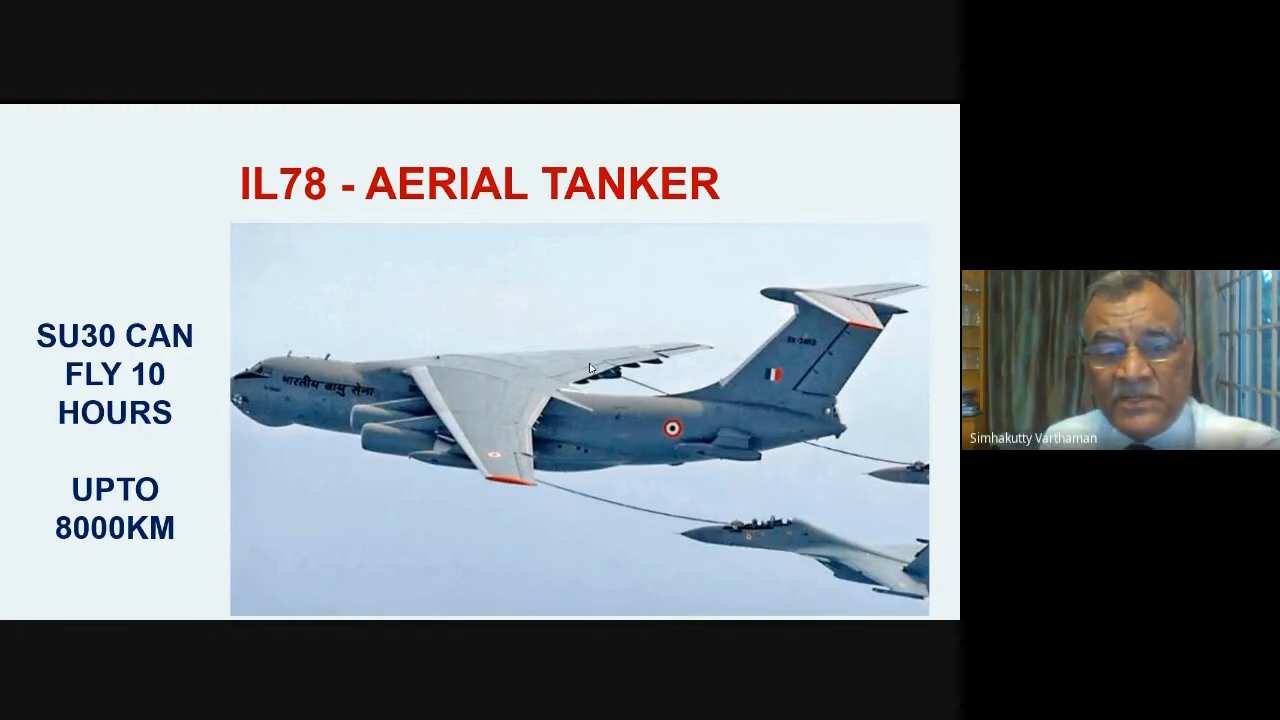 IL78 - AERIAL TANKER
SU30 CAN
FLY 10
HOURS
UPTO
8000KM
भारतीय वायु सेना
Simhakutty Varthaman